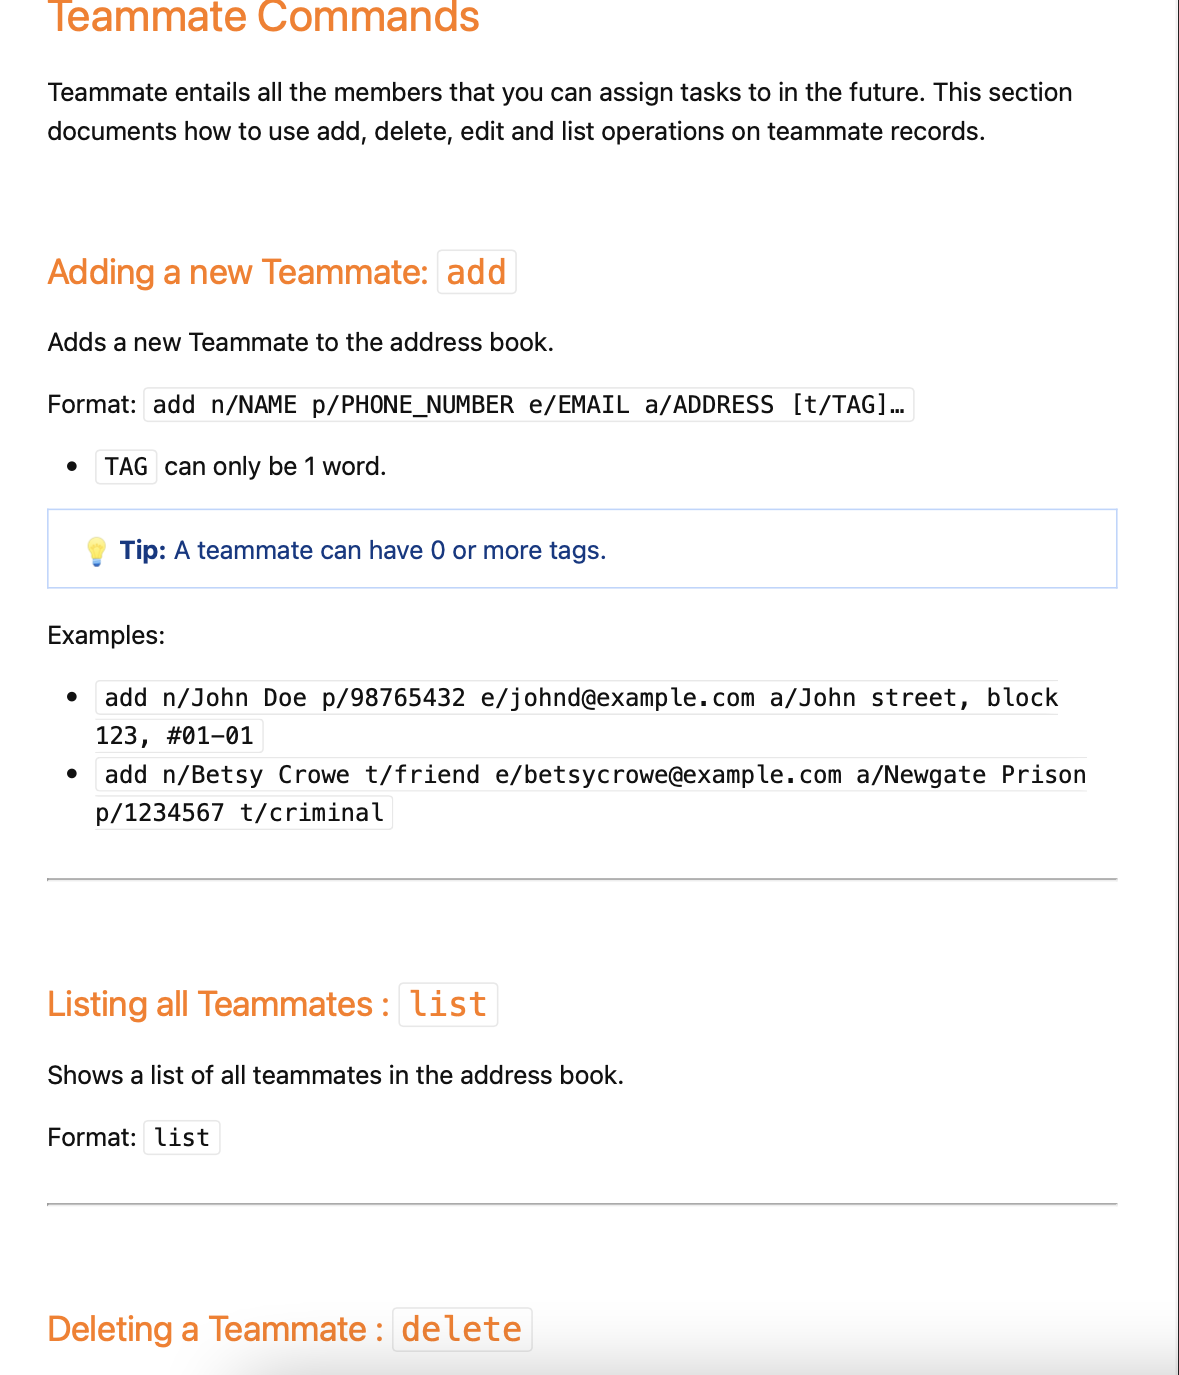 Teammate Commands
Teammate entails all the members that you can assign tasks to in the future. This section
documents how to use add, delete, edit and list operations on teammate records.
Adding a new Teammate: add
Adds a new Teammate to the address book.
Format: add n/NAME p/PHONE_NUMBER e/EMAIL a/ADDRESS [t/TAG]…
• TAG can only be 1 word.
💡 Tip: A teammate can have 0 or more tags.
Examples:
• add n/John Doe p/98765432 e/johnd@example.com a/John street, block
123, #01-01
• add n/Betsy Crowe t/friend e/betsycrowe@example.com a/Newgate Prison
p/1234567 t/criminal
Listing all Teammates : list
Shows a list of all teammates in the address book.
Format: list
Deleting a Teammate : delete